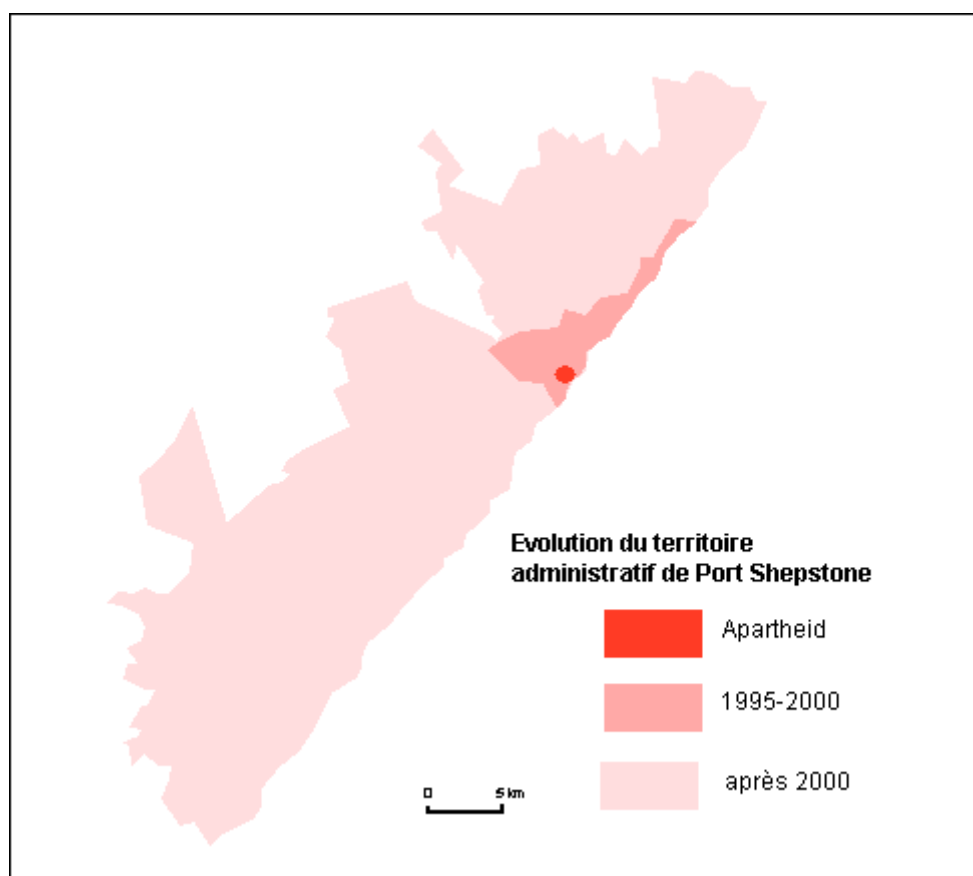 Evolution du territoire
administratif de Port Shepstone
Apartheid
1995-2000
après 2000
0 5 km